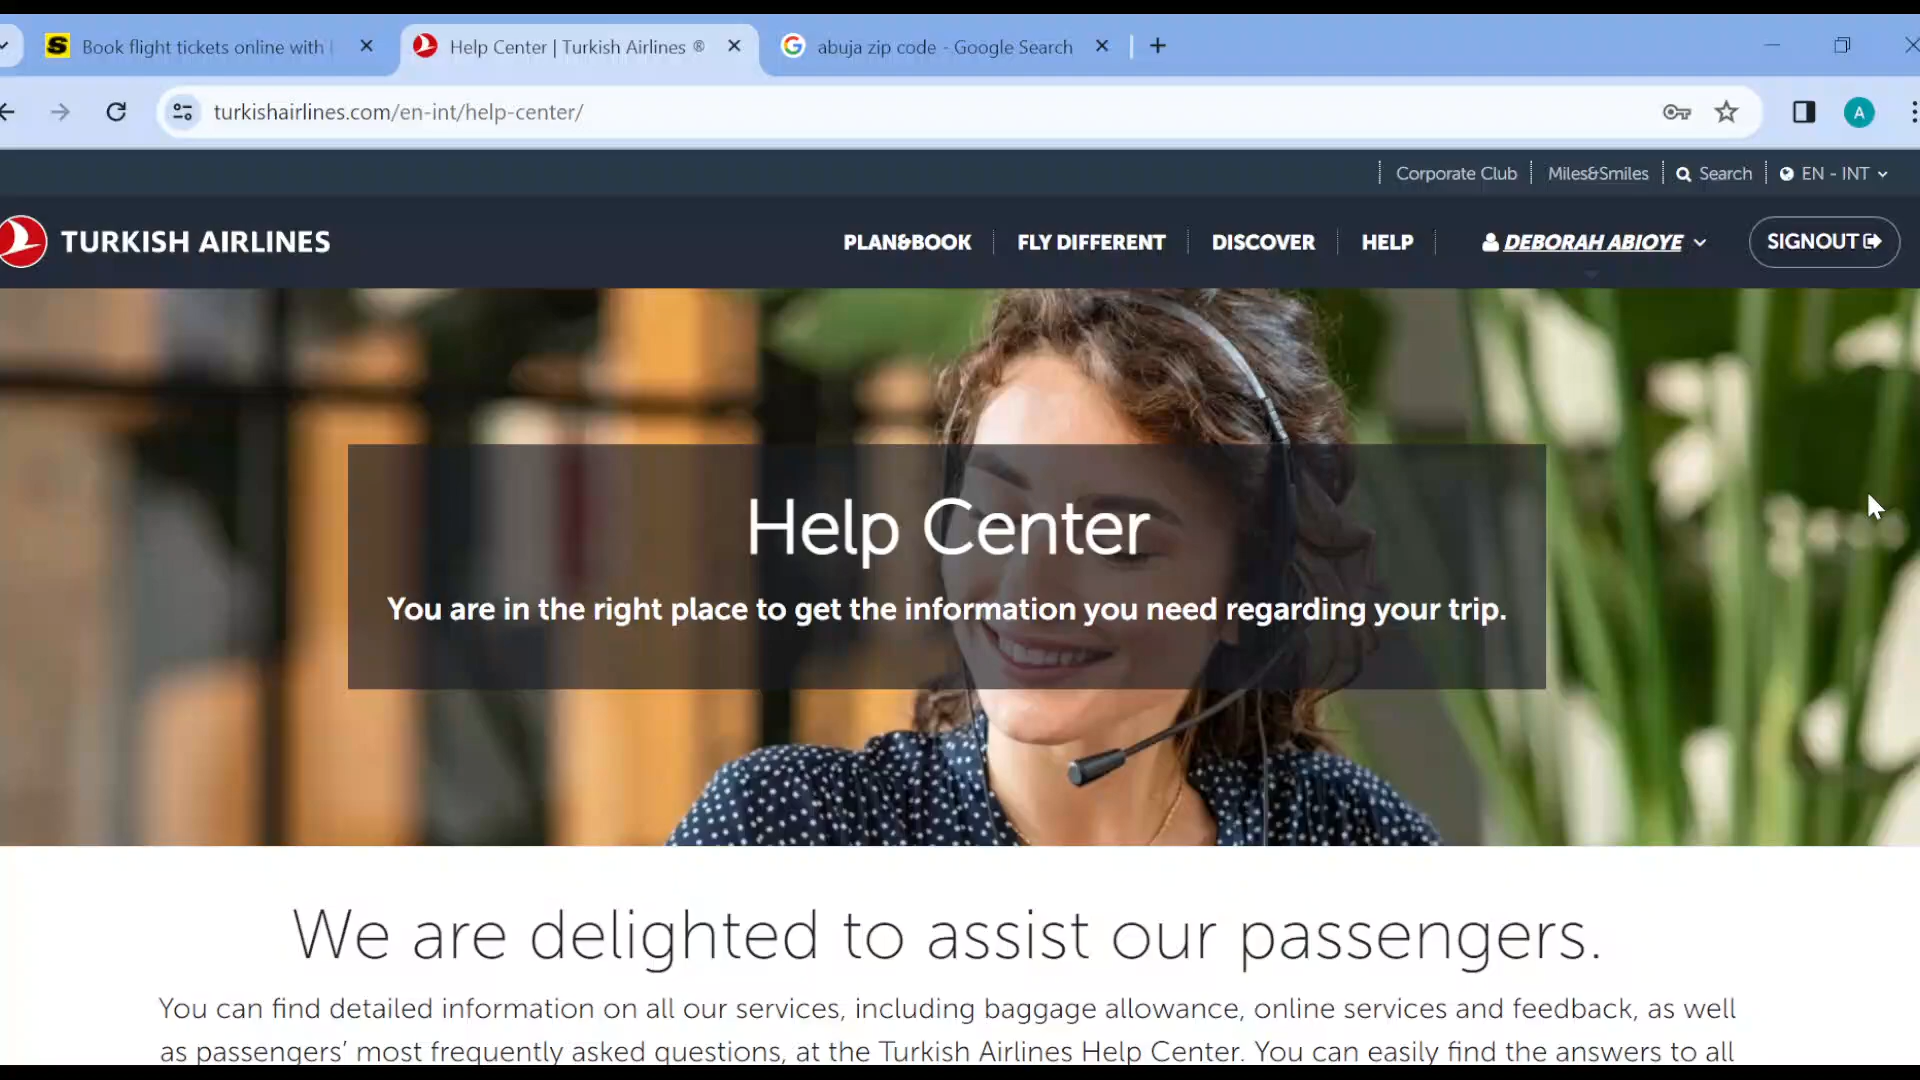 Book flight tickets online with
Help Center | Turkish Airlines ®
abuja zip code - Google Search
turkishairlines.com/en-int/help-center/
A
Corporate Club
Miles&Smiles
Search
EN - INT
TURKISH AIRLINES
PLAN&BOOK
FLY DIFFERENT
DISCOVER
HELP
DEBORAH ABIOYE
SIGNOUT
Help Center
You are in the right place to get the information you need regarding your trip.
We are delighted to assist our passengers.
You can find detailed information on all our services, including baggage allowance, online services and feedback, as well
as passengers’ most frequently asked questions, at the Turkish Airlines Help Center. You can easily find the answers to all